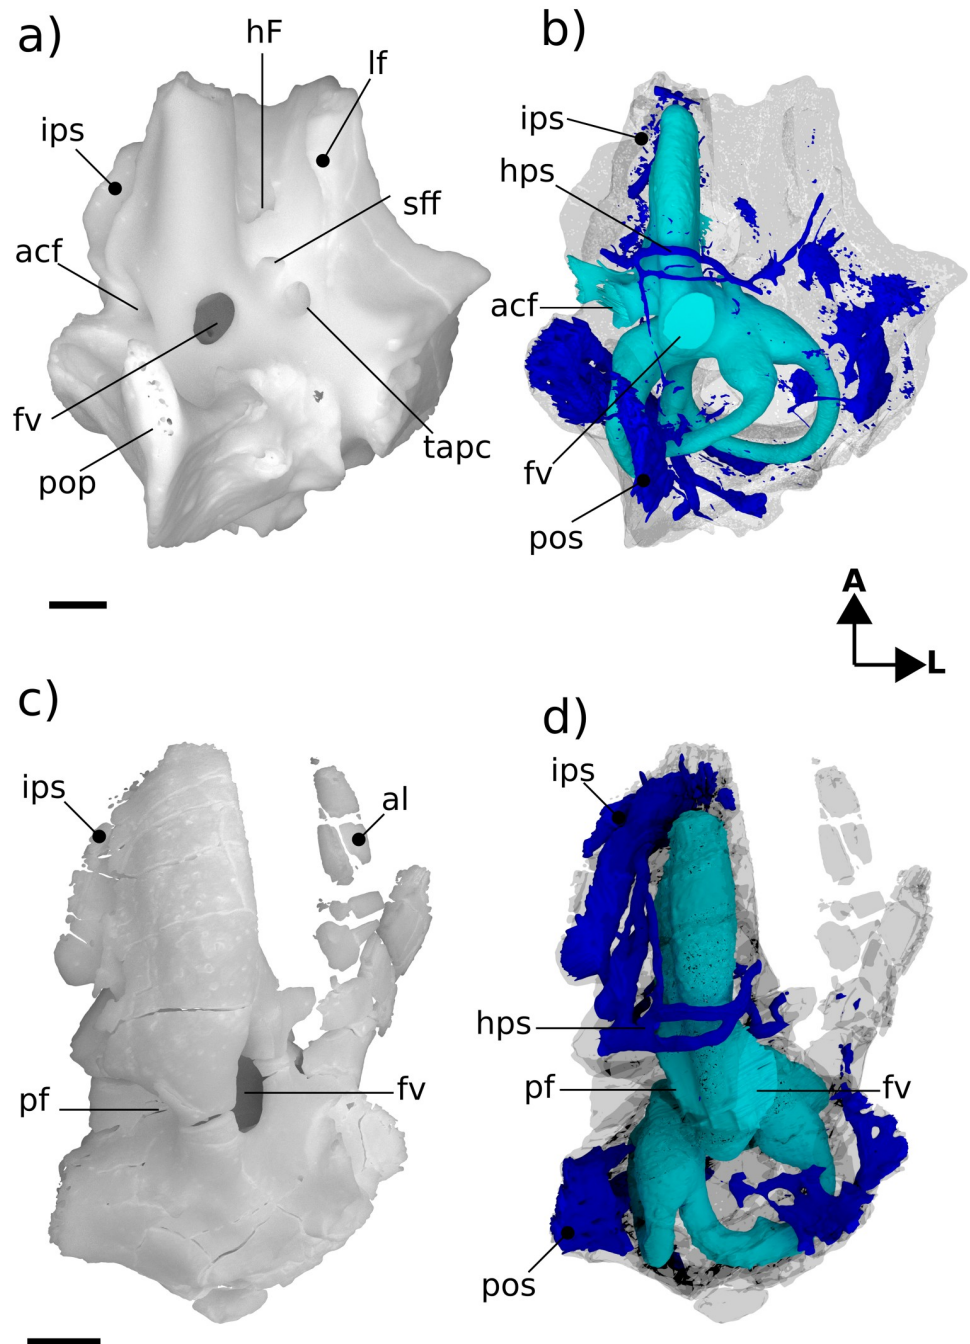 a)
hF
lf
ips
sff
acf
fv
pop
tapc
b)
ips
hps
acf
fv
pos
A
L
c)
ips
al
pf
fv
d)
ips
hps
pf
fv
pos